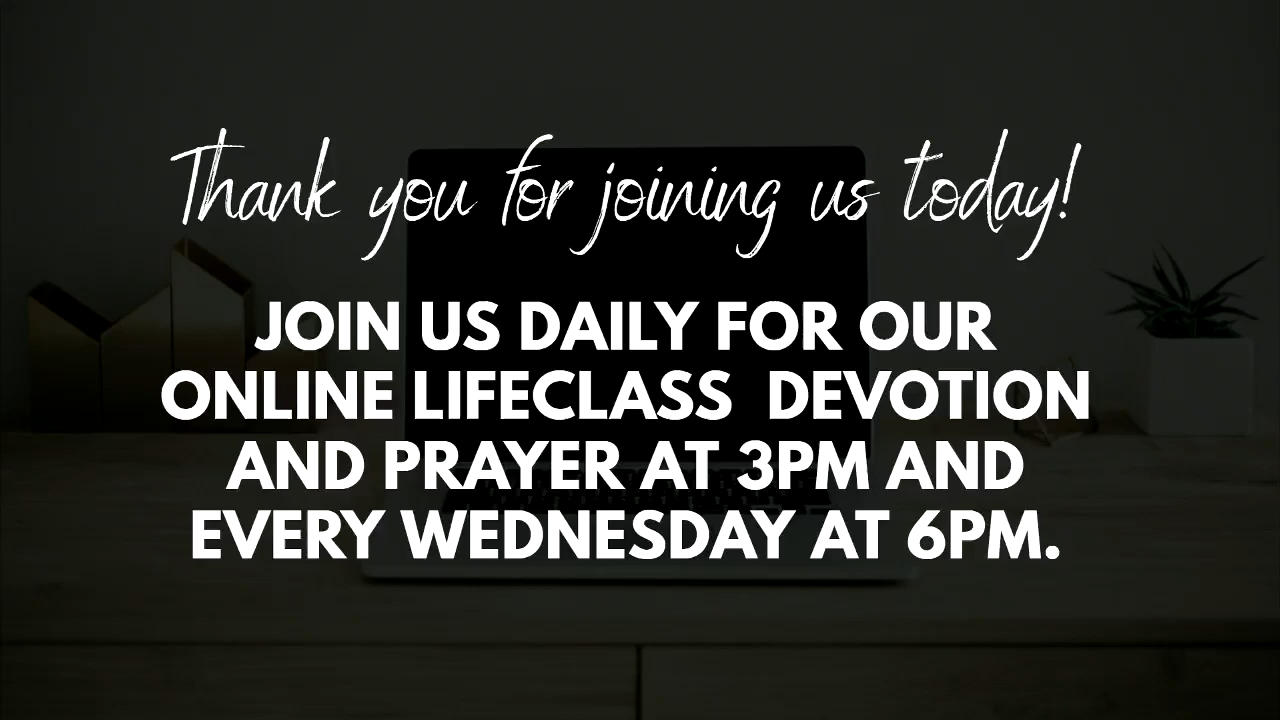 Thank you for joining us today!
JOIN US DAILY FOR OUR
ONLINE LIFECLASS DEVOTION
AND PRAYER AT 3PM AND
EVERY WEDNESDAY AT 6PM.